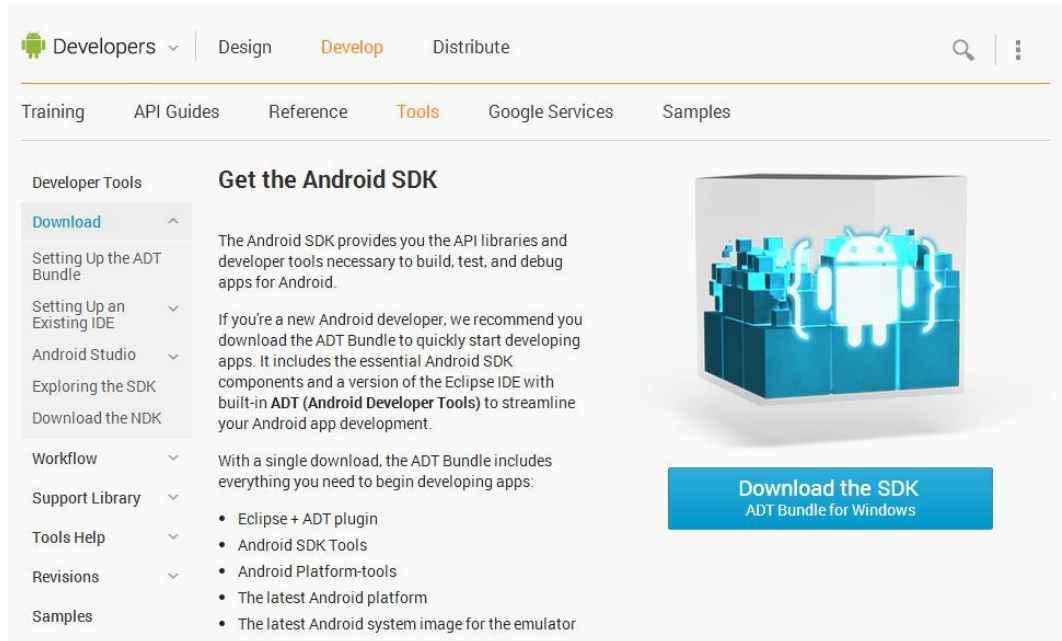 Developers
Design
Develop
Distribute
Training
API Guides
Reference
Tools
Google Services
Samples
Developer Tools
Download
Setting Up the ADT
Bundle
Setting Up an
Existing IDE
Android Studio
Exploring the SDK
Download the NDK
Workflow
Support Library
Tools Help
Revisions
Samples
Get the Android SDK
The Android SDK provides you the API libraries and
developer tools necessary to build, test, and debug
apps for Android.
If you're a new Android developer, we recommend you
download the ADT Bundle to quickly start developing
apps. It includes the essential Android SDK
components and a version of the Eclipse IDE with
built-in ADT (Android Developer Tools) to streamline
your Android app development.
With a single download, the ADT Bundle includes
everything you need to begin developing apps:
• Eclipse + ADT plugin
• Android SDK Tools
• Android Platform-tools
• The latest Android platform
• The latest Android system image for the emulator
{ }
Download the SDK
ADT Bundle for Windows